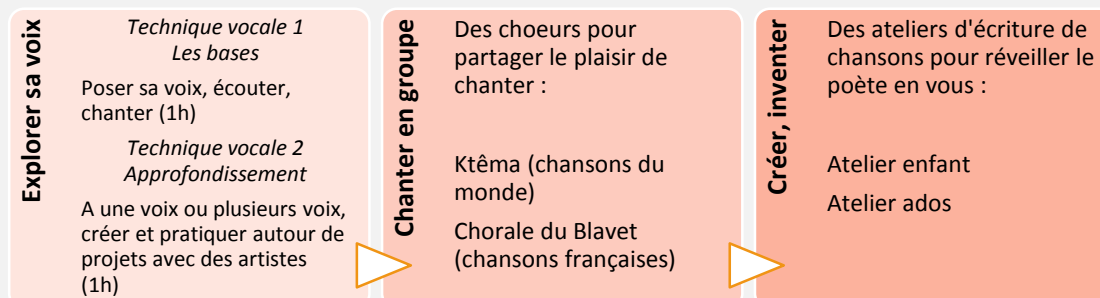 Explorer sa voix
Technique vocale 1
Les bases
Poser sa voix, écouter,
chanter (1h)
Technique vocale 2
Approfondissement
A une voix ou plusieurs voix,
créer et pratiquer autour de
projets avec des artistes
(1h)
Chanter en groupe
Des choeurs pour
partager le plaisir de
chanter :
Ktêma (chansons du
monde)
Chorale du Blavet
(chansons françaises)
Créer, inventer
Des ateliers d'écriture de
chansons pour réveiller le
poète en vous :
Atelier enfant
Atelier ados